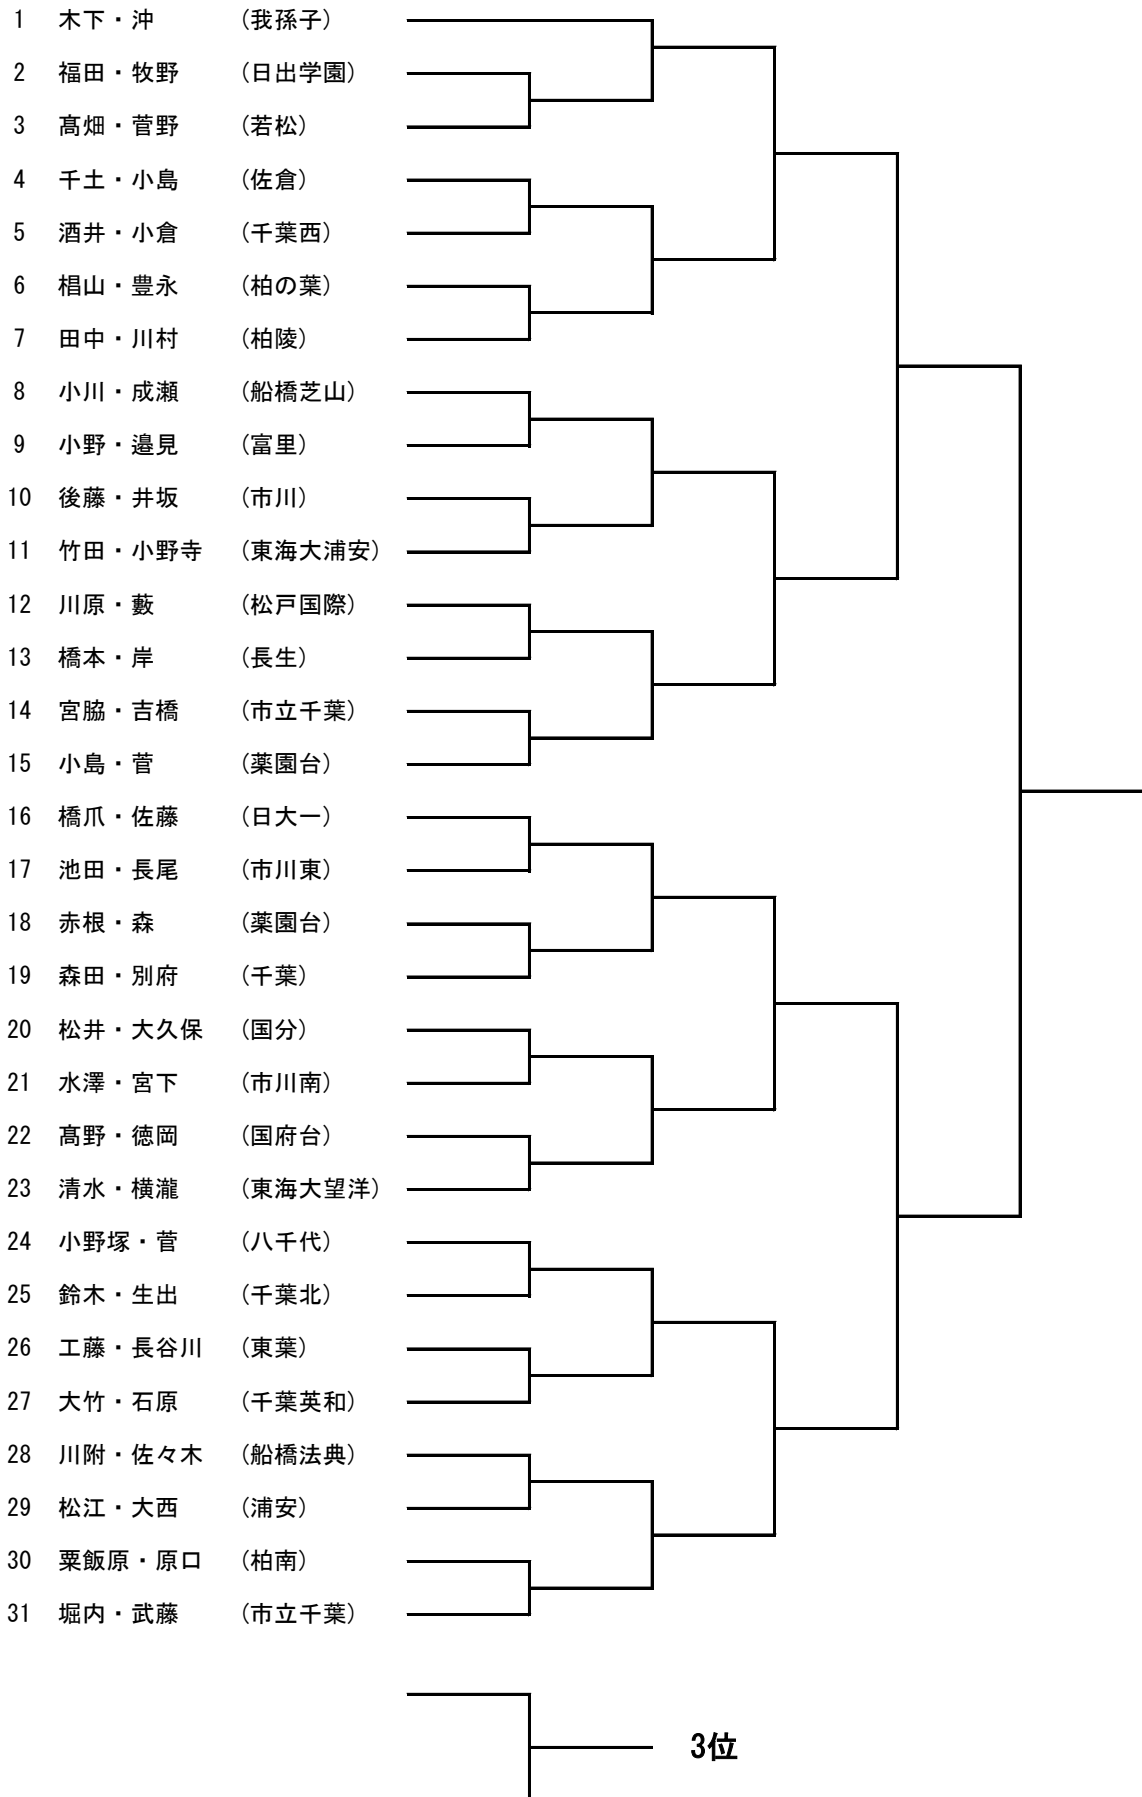 1 木下・沖 (我孫子)
2 福田・牧野 (日出学園)
3 髙畑・菅野 (若松)
4 千土・小島 (佐倉)
5 酒井・小倉 (千葉西)
6 椙山・豊永 (柏の葉)
7 田中・川村 (柏陵)
8 小川・成瀬 (船橋芝山)
9 小野・邉見 (富里)
10 後藤・井坂 (市川)
11 竹田・小野寺 (東海大浦安)
12 川原・藪 (松戸国際)
13 橋本・岸 (長生)
14 宮脇・吉橋 (市立千葉)
15 小島・菅 (薬園台)
16 橋爪・佐藤 (日大一)
17 池田・長尾 (市川東)
18 赤根・森 (薬園台)
19 森田・別府 (千葉)
20 松井・大久保 (国分)
21 水澤・宮下 (市川南)
22 髙野・徳岡 (国府台)
23 清水・横瀧 (東海大望洋)
24 小野塚・菅 (八千代)
25 鈴木・生出 (千葉北)
26 工藤・長谷川 (東葉)
27 大竹・石原 (千葉英和)
28 川附・佐々木 (船橋法典)
29 松江・大西 (浦安)
30 粟飯原・原口 (柏南)
31 堀内・武藤 (市立千葉)
3位